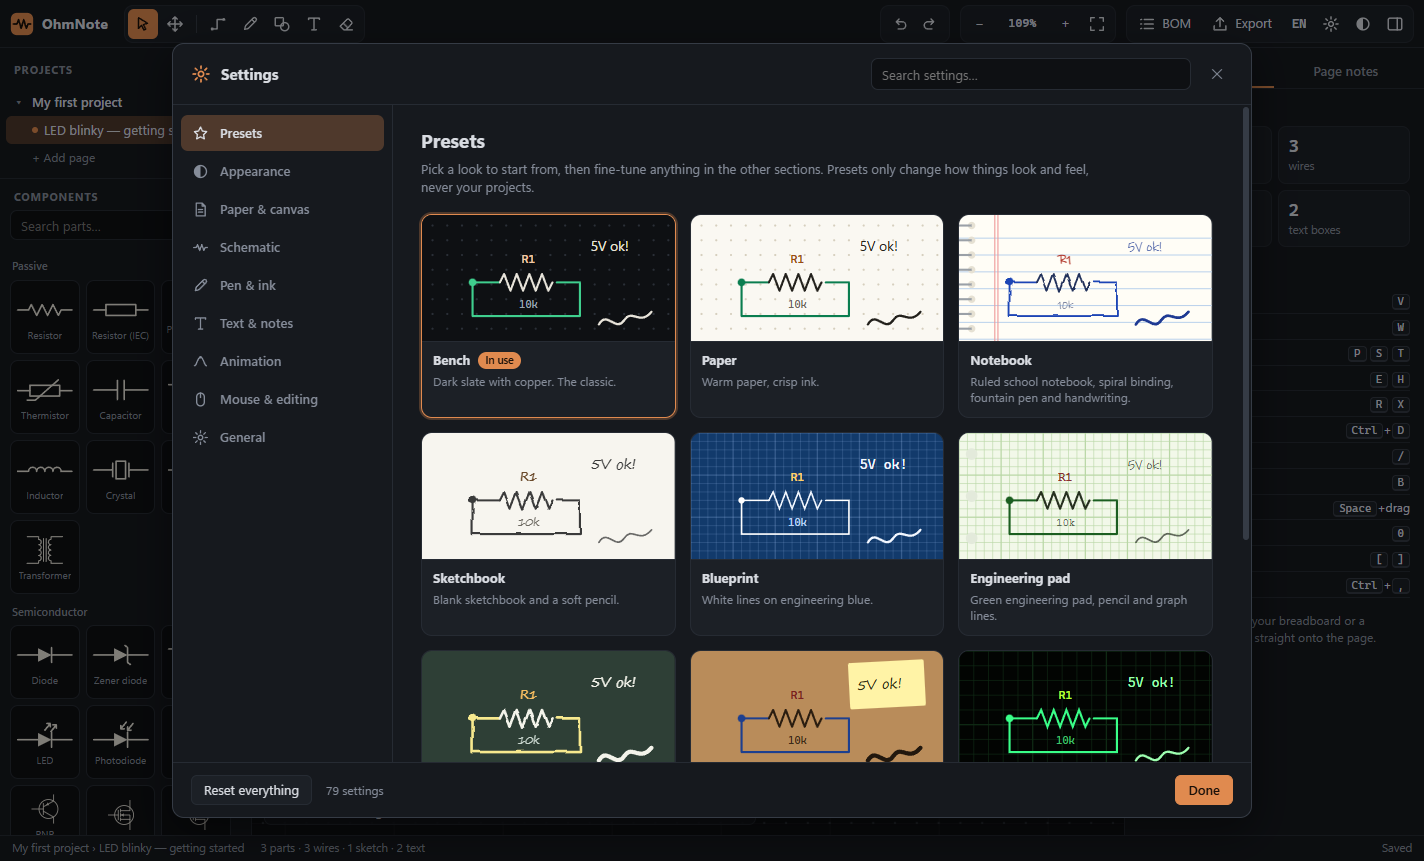 OhmNote
109%
BOM
Export
EN
PROJECTS
My first project
LED blinky — getting s
+ Add page
COMPONENTS
Search parts...
Passive
Resistor
Resistor (IEC)
P
Thermistor
Capacitor
Inductor
Crystal
Transformer
Semiconductor
Diode
Zener diode
LED
Photodiode
PNP
Settings
Search settings...
Presets
Appearance
Paper & canvas
Schematic
Pen & ink
Text & notes
Animation
Mouse & editing
General
Presets
Pick a look to start from, then fine-tune anything in the other sections. Presets only change how things look and feel,
never your projects.
R1
5V ok!
10k
Bench
In use
Dark slate with copper. The classic.
R1
5V ok!
10k
Paper
Warm paper, crisp ink.
R1
5V ok!
10k
Notebook
Ruled school notebook, spiral binding,
fountain pen and handwriting.
R1
5V ok!
10k
Sketchbook
Blank sketchbook and a soft pencil.
R1
5V ok!
10k
Blueprint
White lines on engineering blue.
R1
5V ok!
10k
Engineering pad
Green engineering pad, pencil and graph
lines.
R1
5V ok!
10k
R1
5V ok!
10k
R1
5V ok!
10k
Reset everything
79 settings
Done
Page notes
3
wires
2
text boxes
V
W
P S T
E H
R X
Ctrl + D
/
B
Space +drag
0
[ ]
Ctrl + ,
your breadboard or a
straight onto the page.
My first project › LED blinky — getting started
3 parts · 3 wires · 1 sketch · 2 text
Saved